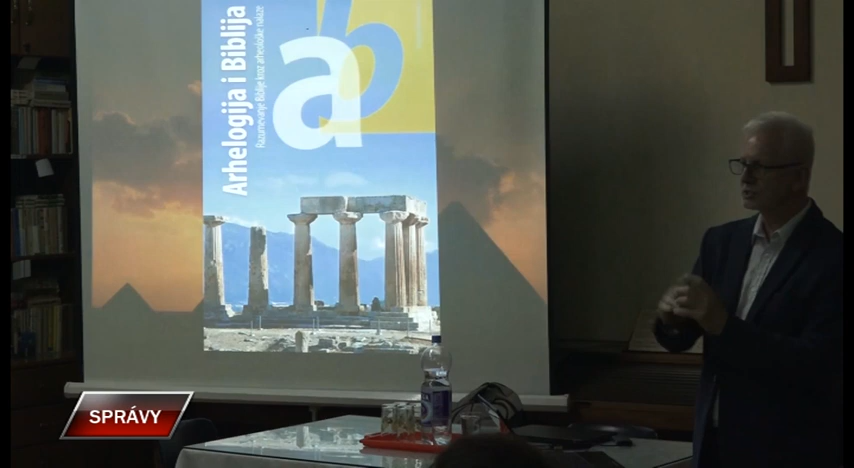 Arhelogija i Biblija
Razumevanje Biblije kroz arheološke nalaze
ab
SPRÁVY